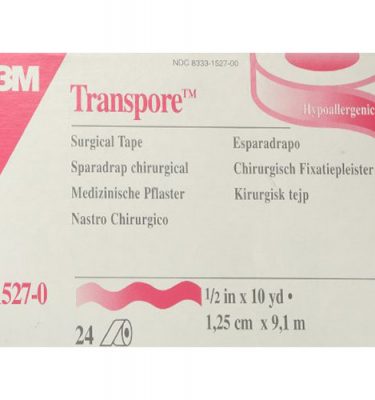 NDC 8333-1527-00
3M
Transpore™
Hypoallergenic
Surgical Tape
Esparadrapo
Sparadrap chirurgical
Chirurgisch Fixatiepleister
Medizinische Pflaster
Kirurgisk tejp
Nastro Chirurgico
1527-0
1/2 in x 10 yd •
1,25 cm x 9,1 m
24